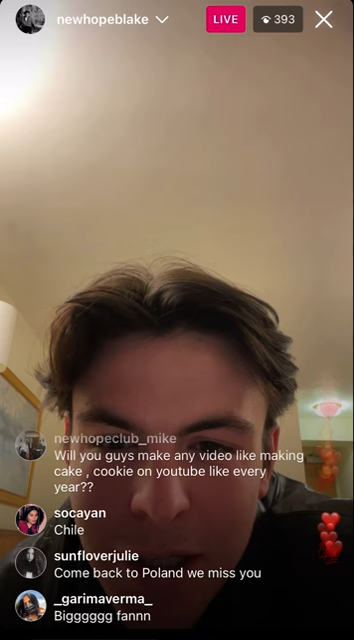 newhopeblake
LIVE
393
newhopeclub_mike
Will you guys make any video like making
cake , cookie on youtube like every
year??
socayan
Chile
sunfloverjulie
Come back to Poland we miss you
_garimaverma_
Bigggggg fannn